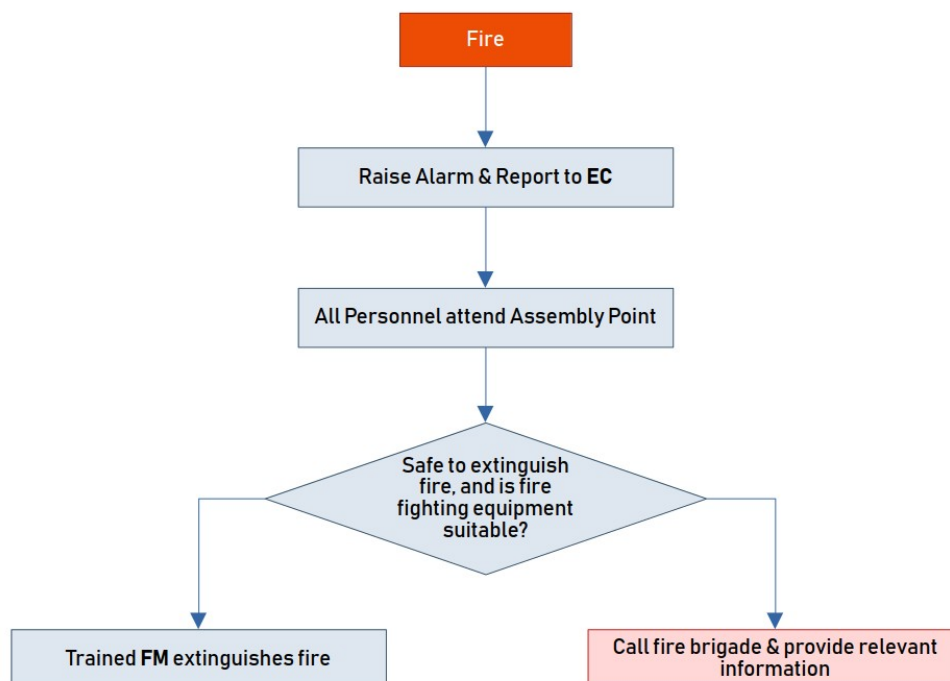 Fire
Raise Alarm & Report to EC
All Personnel attend Assembly Point
Safe to extinguish
fire, and is fire
fighting equipment
suitable?
Trained FM extinguishes fire
Call fire brigade & provide relevant
information